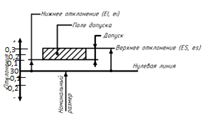 Нижнее отклонение (EI, ei)
Поле допуска
Допуск
Верхнее отклонение (ES, es)
Нулевая линия
Номинальный
размер